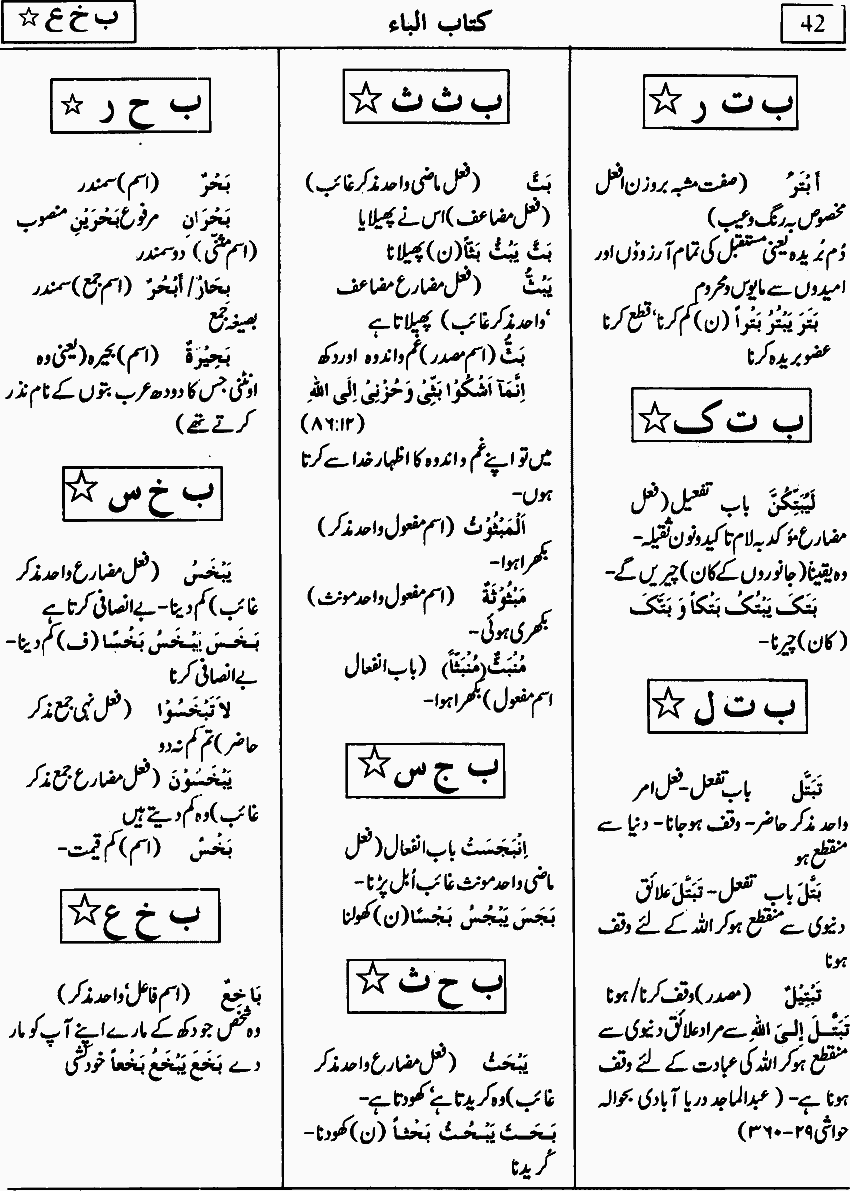 42
کتاب الباء
ب خ ع ☆
ب ت ر ☆
أَبْتَرُ (صفت مشبہ بروزن افعل
مخصوص بہ رنگ وعیب)
دُم بُریدہ یعنی مستقبل کی تمام آرزوؤں اور
امیدوں سے مایوس ومحروم
بَتَرَ یَبْتُرُ بَتْراً (ن) کم کرنا، قطع کرنا
عضو بریدہ کرنا
ب ت ک ☆
لَیُبَتِّکُنَّ باب تفعیل (فعل
مضارع مؤکد بہ لام تاکید ونون ثقیلہ۔
وہ یقیناً (جانوروں کے کان) چیریں گے۔
بَتَکَ یَبْتُکُ بَتْکاً وَ بَتَّکَ
(کان) چیرنا۔
ب ت ل ☆
تَبَتَّل باب تفعل۔ فعل امر
واحد مذکر حاضر۔ وقف ہو جانا۔ دنیا سے
منقطع ہو
بَتَّلَ باب تفعل۔ تَبَتَّلَ علائق
دنیوی سے منقطع ہو کر اللہ کے لئے وقف
ہونا
تَبْتِیْلٌ (مصدر) وقف کرنا/ہونا
تَبَتَّلَ إلیَ اللهِ سے مراد علائق دنیوی سے
منقطع ہو کر اللہ کی عبادت کے لئے وقف
ہونا ہے۔ (عبدالماجد دریا آبادی بحوالہ
حواشی ۲۹-۳۶۰)
ب ث ث ☆
بَثَّ (فعل ماضی واحد مذکر غائب)
(فعل مضاعف) اس نے پھیلایا
بَثَّ یَبُثُّ بَثّاً (ن) پھیلانا
یَبُثُّ (فعل مضارع مضاعف
'واحد مذکر غائب) پھیلاتا ہے
بَثُّ (اسم مصدر) غم واندوہ اور دکھ
اِنَّمَآ اَشْکُوْا بَثِّی وَ حُزْنِیْ اِلَی اللهِ
(۸۶:۱۲)
میں تو اپنے غم و اندوہ کا اظہار خدا سے کرتا
ہوں۔
اَلْمَبْثُوْثُ (اسم مفعول واحد مذکر)
بکھرا ہوا۔
مَبْثُوْثَةٌ (اسم مفعول واحد مونث)
بکھری ہوئی۔
مُنْبَثٌّ (مُنْبَثّاً) (باب انفعال
اسم مفعول) بکھرا ہوا۔
ب ج س ☆
اِنْبَجَسَتْ باب انفعال (فعل
ماضی واحد مونث غائب اُبل پڑنا۔
بَجَسَ یَبْجُسُ بَجْسًا (ن) کھولنا
ب ح ث ☆
یَبْحَثُ (فعل مضارع واحد مذکر
غائب) وہ کریدتا ہے، کھودتا ہے۔
بَحَثَ یَبْحُثُ بَحْثاً (ن) کھودنا۔
کُریدنا
ب ح ر ☆
بَحْرٌ (اسم) سمندر
بَحْرَانِ مرفوع بَحْرَیْنِ منصوب
(اسم مثنی) دو سمندر
بِحَارٌ / أبْحُرٌ (اسم جمع) سمندر
بصیغہ جمع
بَحِیْرَةٌ (اسم) بحیرہ (یعنی وہ
اونٹنی جس کا دودھ عرب بتوں کے نام نذر
کرتے تھے)
ب خ س ☆
یَبْخَسُ (فعل مضارع واحد مذکر
غائب) کم دینا۔ بے انصافی کرتا ہے
بَخَسَ یَبْخَسُ بَخْسًا (ف) کم دینا۔
بے انصافی کرنا
لاَ تَبْخَسُوْا (فعل نہی جمع مذکر
حاضر) تم کم نہ دو
یَبْخَسُوْنَ (فعل مضارع جمع مذکر
غائب) وہ کم دیتے ہیں
بَخْسٌ (اسم) کم قیمت۔
ب خ ع ☆
بَاخِعٌ (اسم فاعل، واحد مذکر)
وہ شخص جو دکھ کے مارے اپنے آپ کو مار
دے بَخَعَ یَبْخَعُ بَخْعاً خودکشی